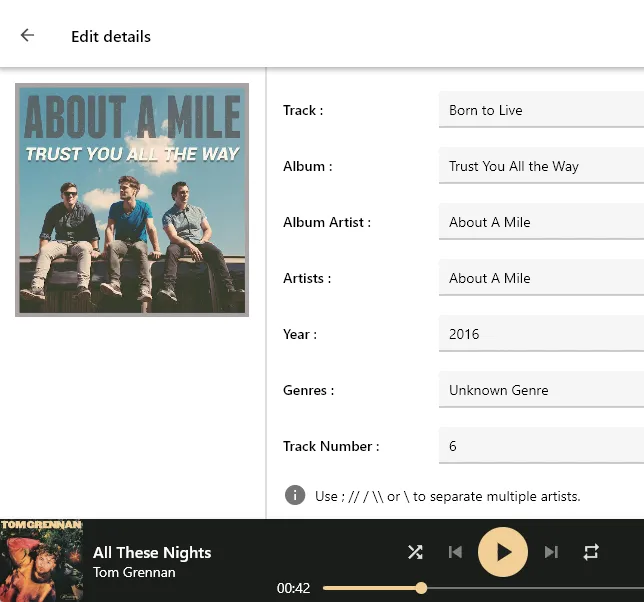 Edit details
ABOUT A MILE
TRUST YOU ALL THE WAY
Track :
Born to Live
Album :
Trust You All the Way
Album Artist :
About A Mile
Artists :
About A Mile
Year :
2016
Genres :
Unknown Genre
Track Number :
6
Use ; // / \\ or \ to separate multiple artists.
TOM GRENNAN
All These Nights
Tom Grennan
00:42